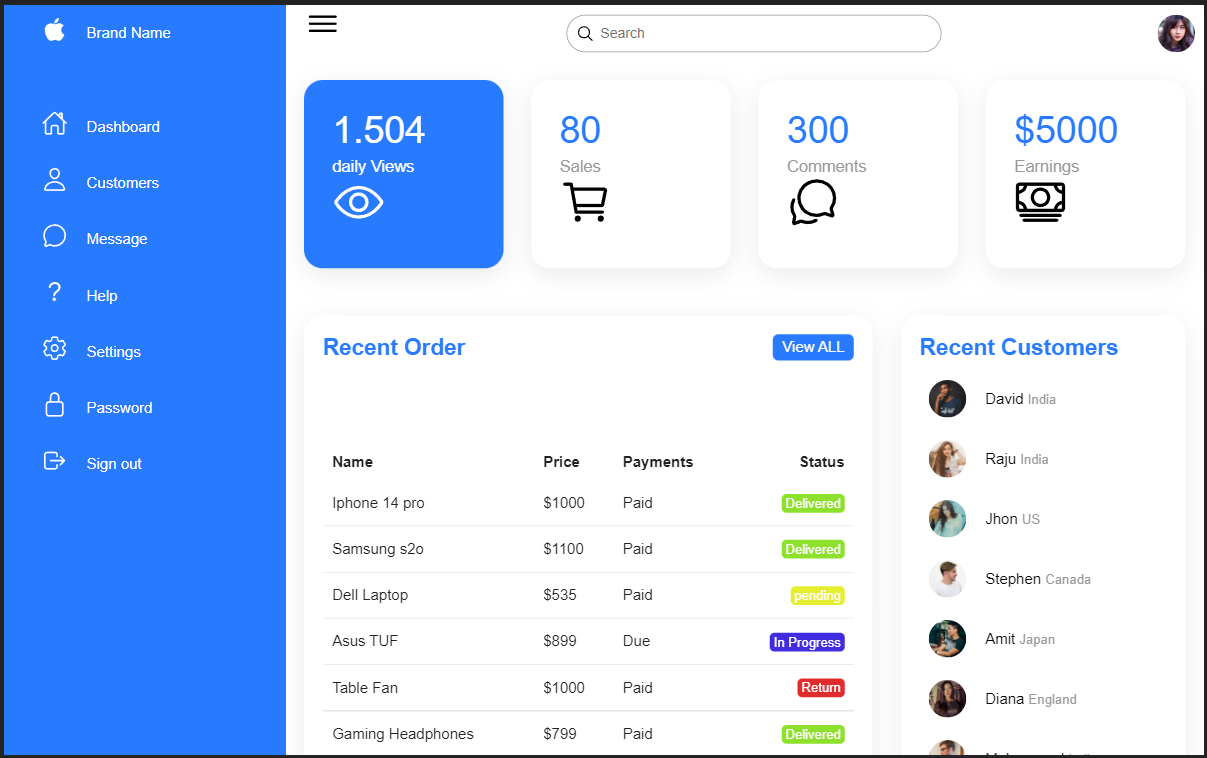 Brand Name
Dashboard
Customers
Message
Help
Settings
Password
Sign out
Search
1.504
daily Views
80
Sales
300
Comments
$5000
Earnings
Recent Order
View ALL
Name Price Payments Status
Iphone 14 pro $1000 Paid Delivered
Samsung s2o $1100 Paid Delivered
Dell Laptop $535 Paid pending
Asus TUF $899 Due In Progress
Table Fan $1000 Paid Return
Gaming Headphones $799 Paid Delivered
Recent Customers
David India
Raju India
Jhon US
Stephen Canada
Amit Japan
Diana England